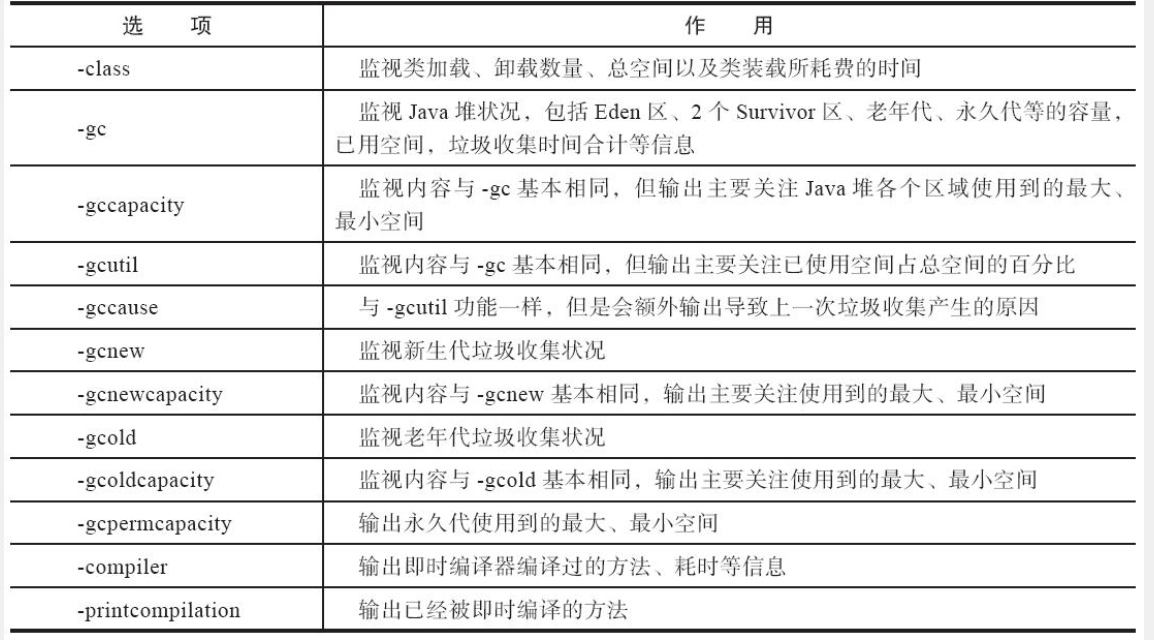 选 项 作 用
-class 监视类加载、卸载数量、总空间以及类装载所耗费的时间
-gc 监视 Java 堆状况，包括 Eden 区、2 个 Survivor 区、老年代、永久代等的容量，
已用空间，垃圾收集时间合计等信息
-gccapacity 监视内容与 -gc 基本相同，但输出主要关注 Java 堆各个区域使用到的最大、
最小空间
-gcutil 监视内容与 -gc 基本相同，但输出主要关注已使用空间占总空间的百分比
-gccause 与 -gcutil 功能一样，但是会额外输出导致上一次垃圾收集产生的原因
-gcnew 监视新生代垃圾收集状况
-gcnewcapacity 监视内容与 -gcnew 基本相同，输出主要关注使用到的最大、最小空间
-gcold 监视老年代垃圾收集状况
-gcoldcapacity 监视内容与 -gcold 基本相同，输出主要关注使用到的最大、最小空间
-gcpermcapacity 输出永久代使用到的最大、最小空间
-compiler 输出即时编译器编译过的方法、耗时等信息
-printcompilation 输出已经被即时编译的方法